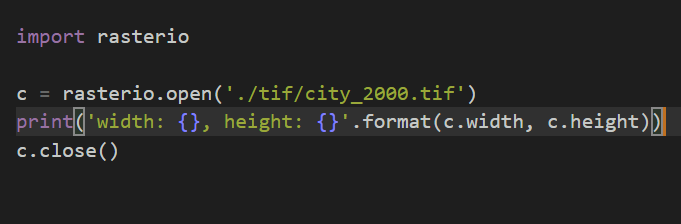 import rasterio
c = rasterio.open('./tif/city_2000.tif')
print('width: {}, height: {}'.format(c.width, c.height))
c.close()